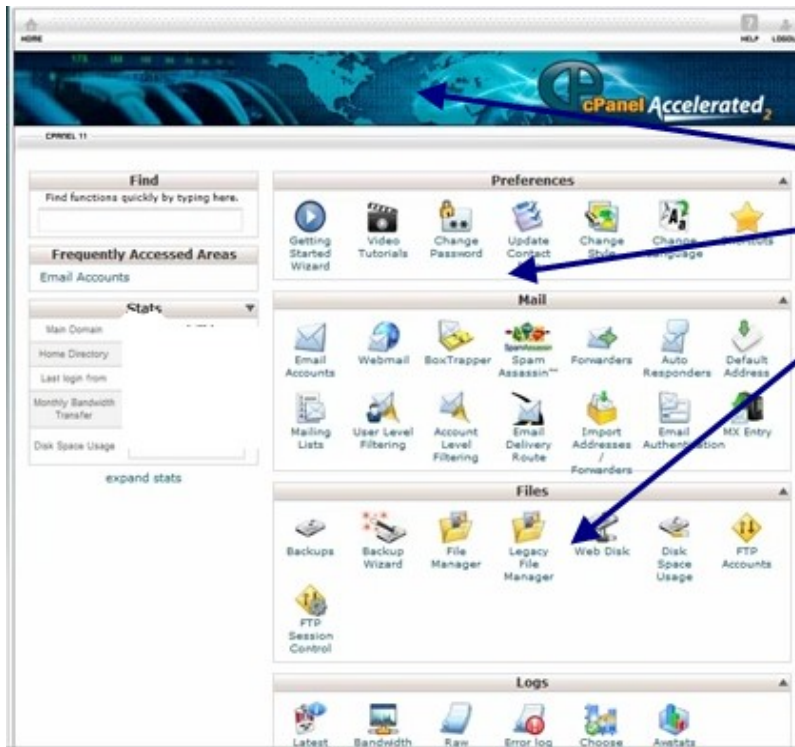 HOME
HELP LOGOU
cPanel Accelerated2
CPANEL 11
Find
Find functions quickly by typing here.
Frequently Accessed Areas
Email Accounts
Stats
Main Domain
Home Directory
Last login from
Monthly Bandwidth
Transfer
Disk Space Usage
expand stats
Preferences
Getting Started Wizard
Video Tutorials
Change Password
Update Contact
Change Style
Change Language
Shortcuts
Mail
Email Accounts
Webmail
BoxTrapper
Spam Assassin™
Forwarders
Auto Responders
Default Address
Mailing Lists
User Level Filtering
Account Level Filtering
Email Delivery Route
Import Addresses / Forwarders
Email Authentication
MX Entry
Files
Backups
Backup Wizard
File Manager
Legacy File Manager
Web Disk
Disk Space Usage
FTP Accounts
FTP Session Control
Logs
Latest
Bandwidth
Raw
Error log
Choose
Awstats